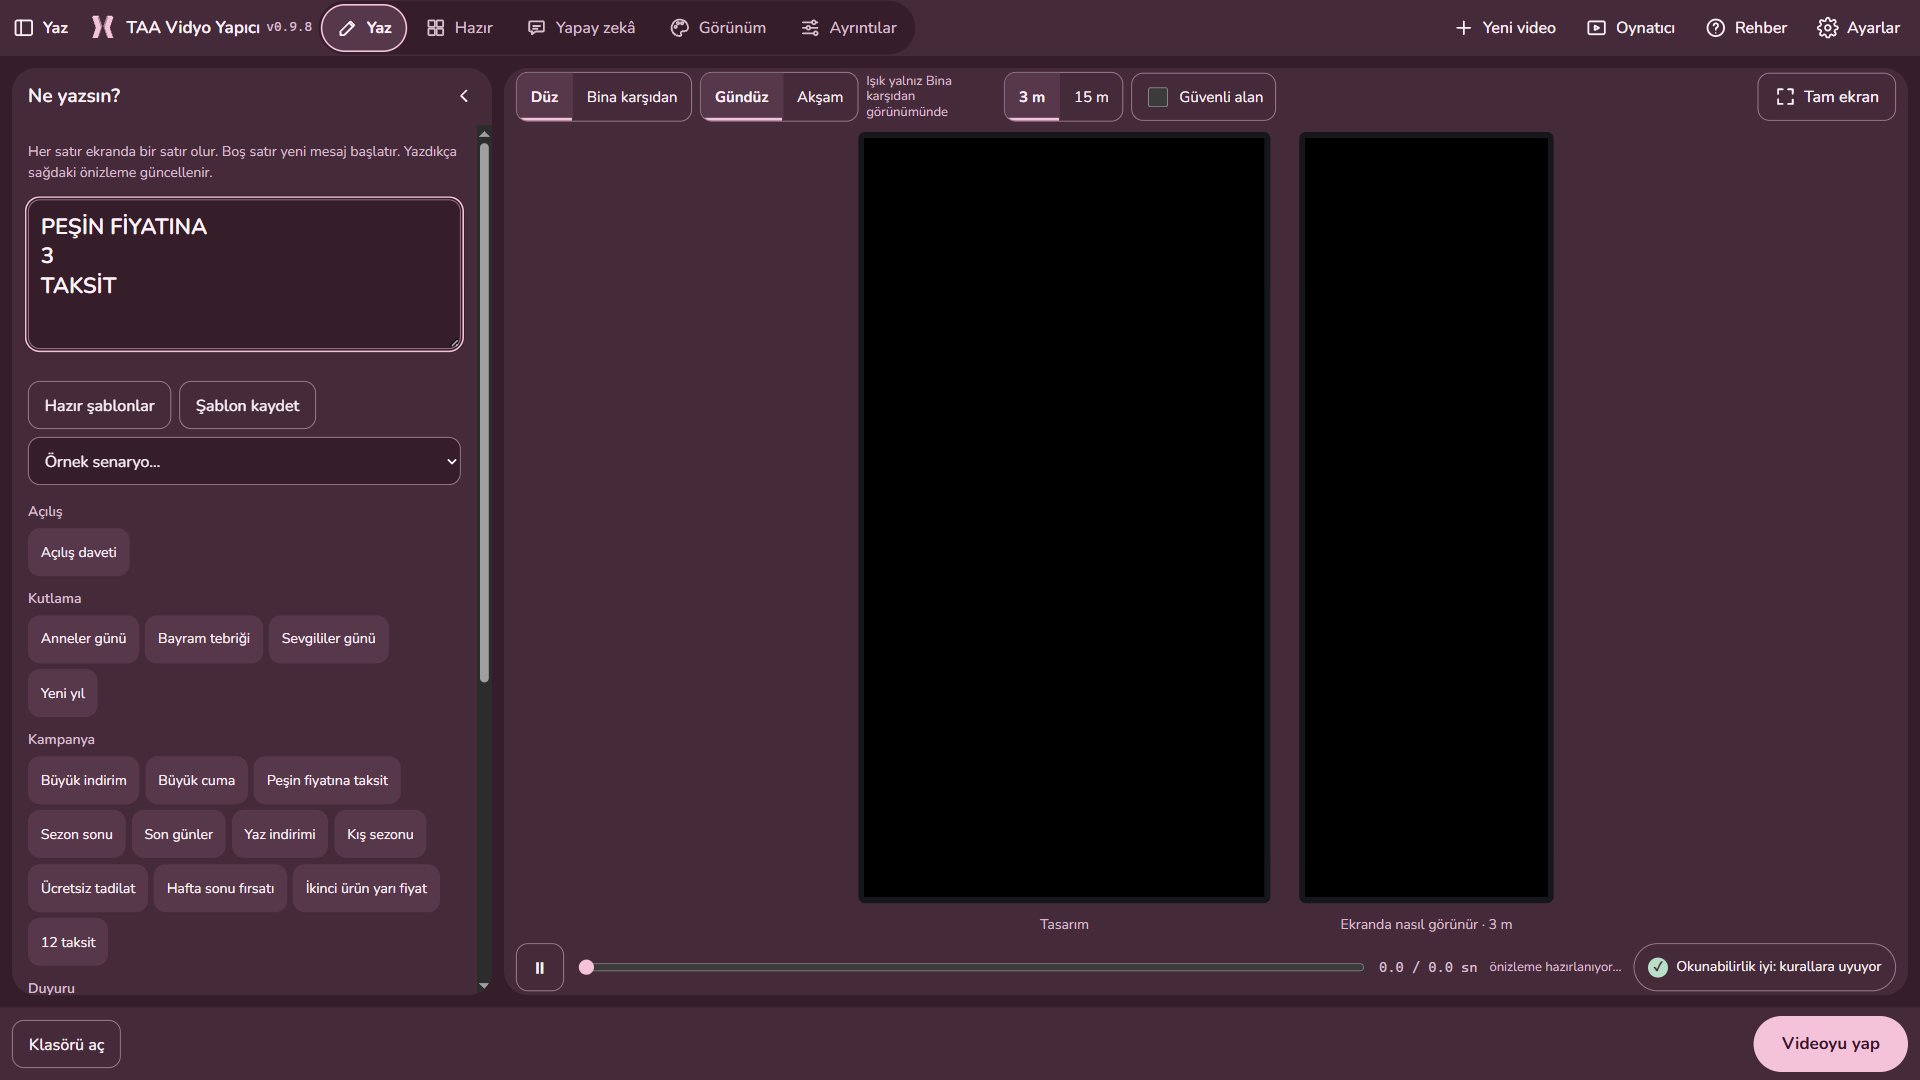 Yaz
TAA Vidyo Yapıcı v0.9.8
Yaz
Hazır
Yapay zekâ
Görünüm
Ayrıntılar
Yeni video
Oynatıcı
Rehber
Ayarlar
Ne yazsın?
Her satır ekranda bir satır olur. Boş satır yeni mesaj başlatır. Yazdıkça
sağdaki önizleme güncellenir.
PEŞİN FİYATINA
3
TAKSİT
Hazır şablonlar
Şablon kaydet
Örnek senaryo...
Açılış
Açılış daveti
Kutlama
Anneler günü
Bayram tebriği
Sevgililer günü
Yeni yıl
Kampanya
Büyük indirim
Büyük cuma
Peşin fiyatına taksit
Sezon sonu
Son günler
Yaz indirimi
Kış sezonu
Ücretsiz tadilat
Hafta sonu fırsatı
İkinci ürün yarı fiyat
12 taksit
Duyuru
Düz
Bina karşıdan
Gündüz
Akşam
Işık yalnız Bina
karşıdan
görünümünde
3 m
15 m
Güvenli alan
Tam ekran
Tasarım
Ekranda nasıl görünür · 3 m
0.0 / 0.0 sn
önizleme hazırlanıyor...
Okunabilirlik iyi: kurallara uyuyor
Klasörü aç
Videoyu yap